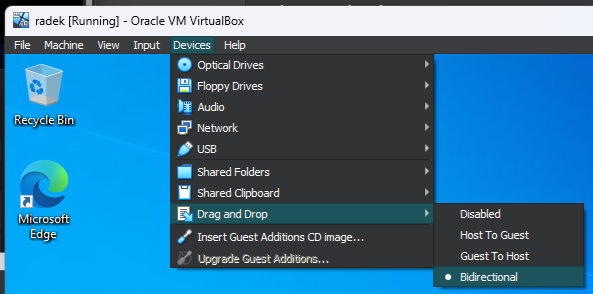 radek [Running] - Oracle VM VirtualBox
File Machine View Input Devices Help
Optical Drives
Floppy Drives
Audio
Network
USB
Shared Folders
Shared Clipboard
Drag and Drop
Insert Guest Additions CD image...
Upgrade Guest Additions...
Disabled
Host To Guest
Guest To Host
Bidirectional
Recycle Bin
Microsoft
Edge